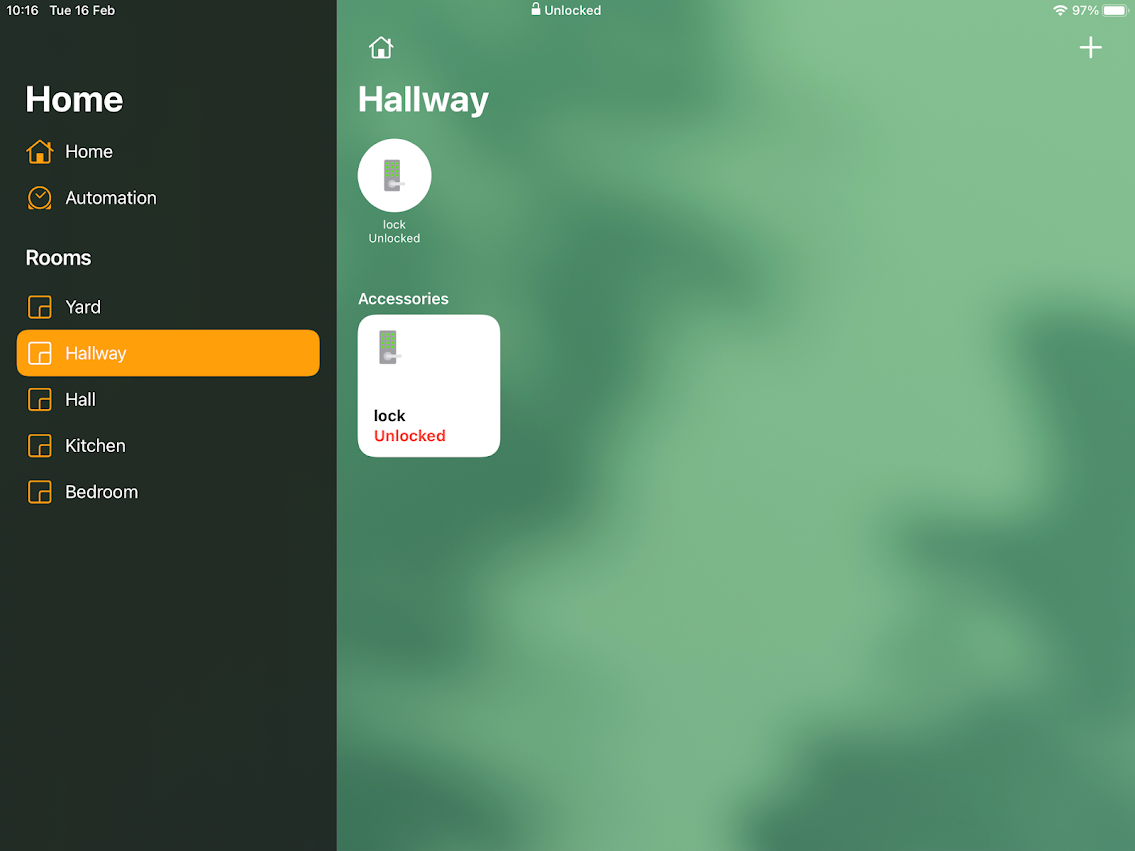 10:16 Tue 16 Feb
Unlocked
97%
Home
Home
Automation
Rooms
Yard
Hallway
Hall
Kitchen
Bedroom
Hallway
lock
Unlocked
Accessories
lock
Unlocked